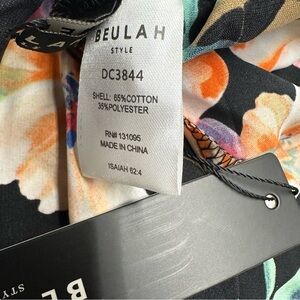 BEULAH
STYLE
DC3844
SHELL: 65%COTTON
35%POLYESTER
RN# 131095
MADE IN CHINA
ISAIAH 62:4